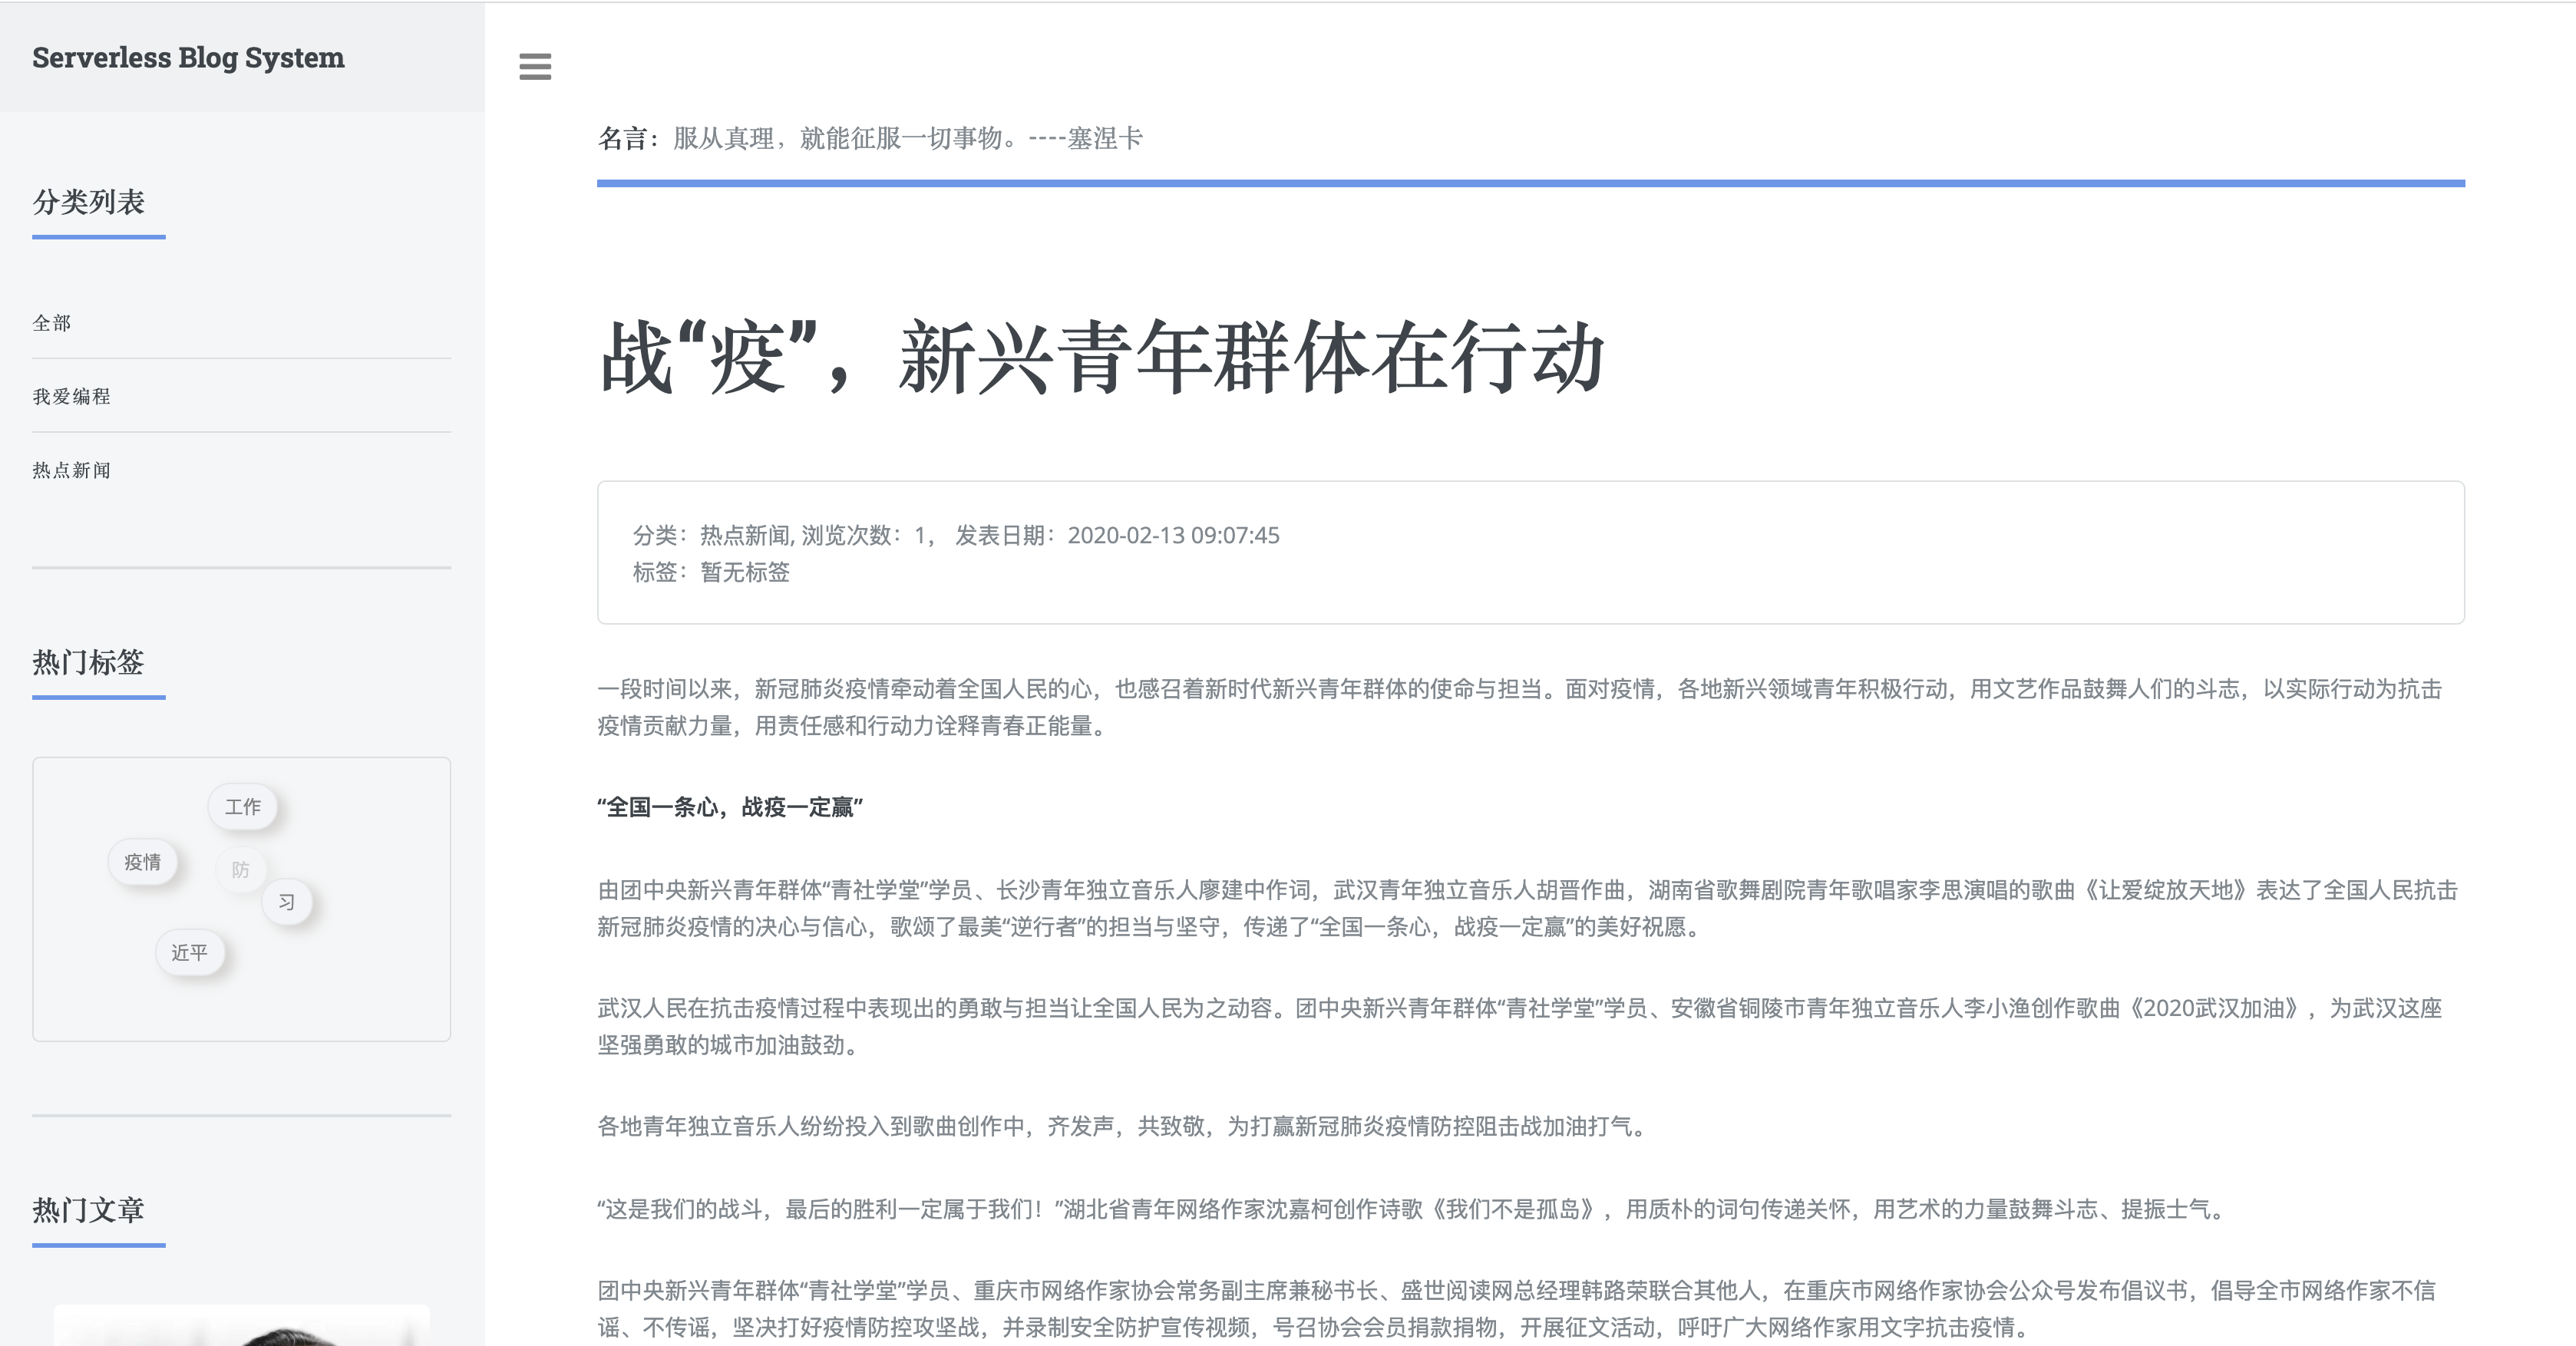 Serverless Blog System
分类列表
全部
我爱编程
热点新闻
热门标签
工作
疫情
防
习
近平
热门文章
名言：服从真理，就能征服一切事物。----塞涅卡
战“疫”，新兴青年群体在行动
分类：热点新闻, 浏览次数：1， 发表日期：2020-02-13 09:07:45
标签：暂无标签
一段时间以来，新冠肺炎疫情牵动着全国人民的心，也感召着新时代新兴青年群体的使命与担当。面对疫情，各地新兴领域青年积极行动，用文艺作品鼓舞人们的斗志，以实际行动为抗击
疫情贡献力量，用责任感和行动力诠释青春正能量。
“全国一条心，战疫一定赢”
由团中央新兴青年群体“青社学堂”学员、长沙青年独立音乐人廖建中作词，武汉青年独立音乐人胡晋作曲，湖南省歌舞剧院青年歌唱家李思演唱的歌曲《让爱绽放天地》表达了全国人民抗击
新冠肺炎疫情的决心与信心，歌颂了最美“逆行者”的担当与坚守，传递了“全国一条心，战疫一定赢”的美好祝愿。
武汉人民在抗击疫情过程中表现出的勇敢与担当让全国人民为之动容。团中央新兴青年群体“青社学堂”学员、安徽省铜陵市青年独立音乐人李小渔创作歌曲《2020武汉加油》，为武汉这座
坚强勇敢的城市加油鼓劲。
各地青年独立音乐人纷纷投入到歌曲创作中，齐发声，共致敬，为打赢新冠肺炎疫情防控阻击战加油打气。
“这是我们的战斗，最后的胜利一定属于我们！”湖北省青年网络作家沈嘉柯创作诗歌《我们不是孤岛》，用质朴的词句传递关怀，用艺术的力量鼓舞斗志、提振士气。
团中央新兴青年群体“青社学堂”学员、重庆市网络作家协会常务副主席兼秘书长、盛世阅读网总经理韩路荣联合其他人，在重庆市网络作家协会公众号发布倡议书，倡导全市网络作家不信
谣、不传谣，坚决打好疫情防控攻坚战，并录制安全防护宣传视频，号召协会会员捐款捐物，开展征文活动，呼吁广大网络作家用文字抗击疫情。